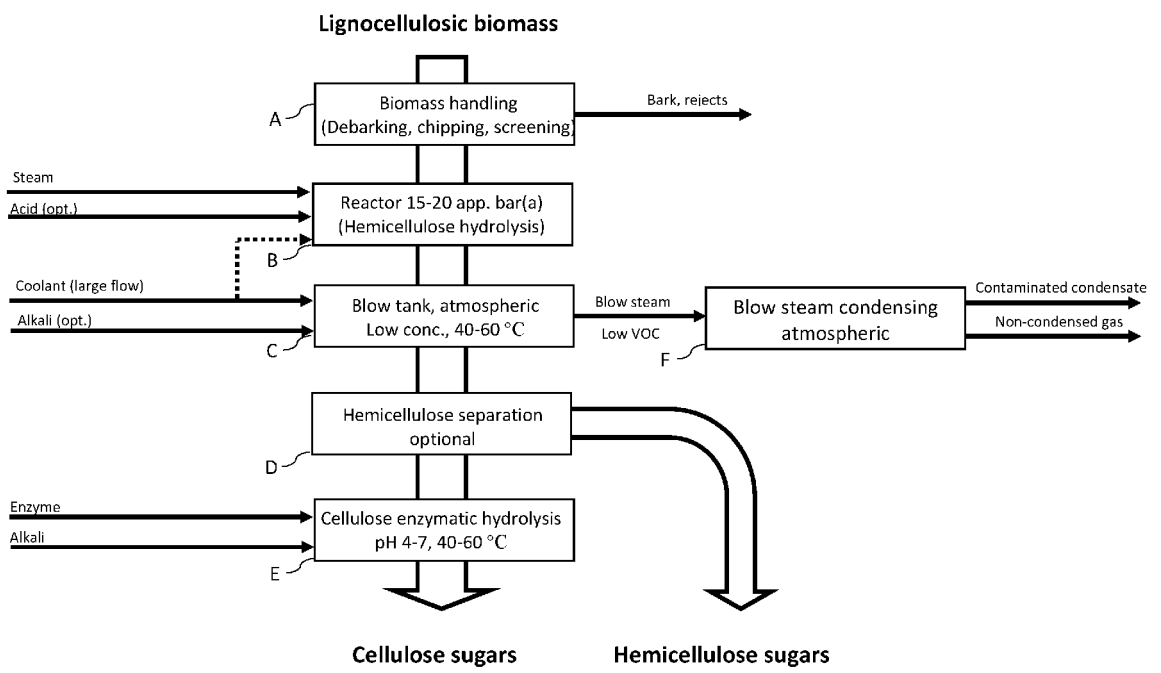 Lignocellulosic biomass
Biomass handling
(Debarking, chipping, screening)
A
Bark, rejects
Steam
Acid (opt.)
Reactor 15-20 app. bar(a)
(Hemicellulose hydrolysis)
B
Coolant (large flow)
Alkali (opt.)
Blow tank, atmospheric
Low conc., 40-60 °C
C
Blow steam
Low VOC
Blow steam condensing
atmospheric
F
Contaminated condensate
Non-condensed gas
Hemicellulose separation
optional
D
Enzyme
Alkali
Cellulose enzymatic hydrolysis
pH 4-7, 40-60 °C
E
Cellulose sugars
Hemicellulose sugars